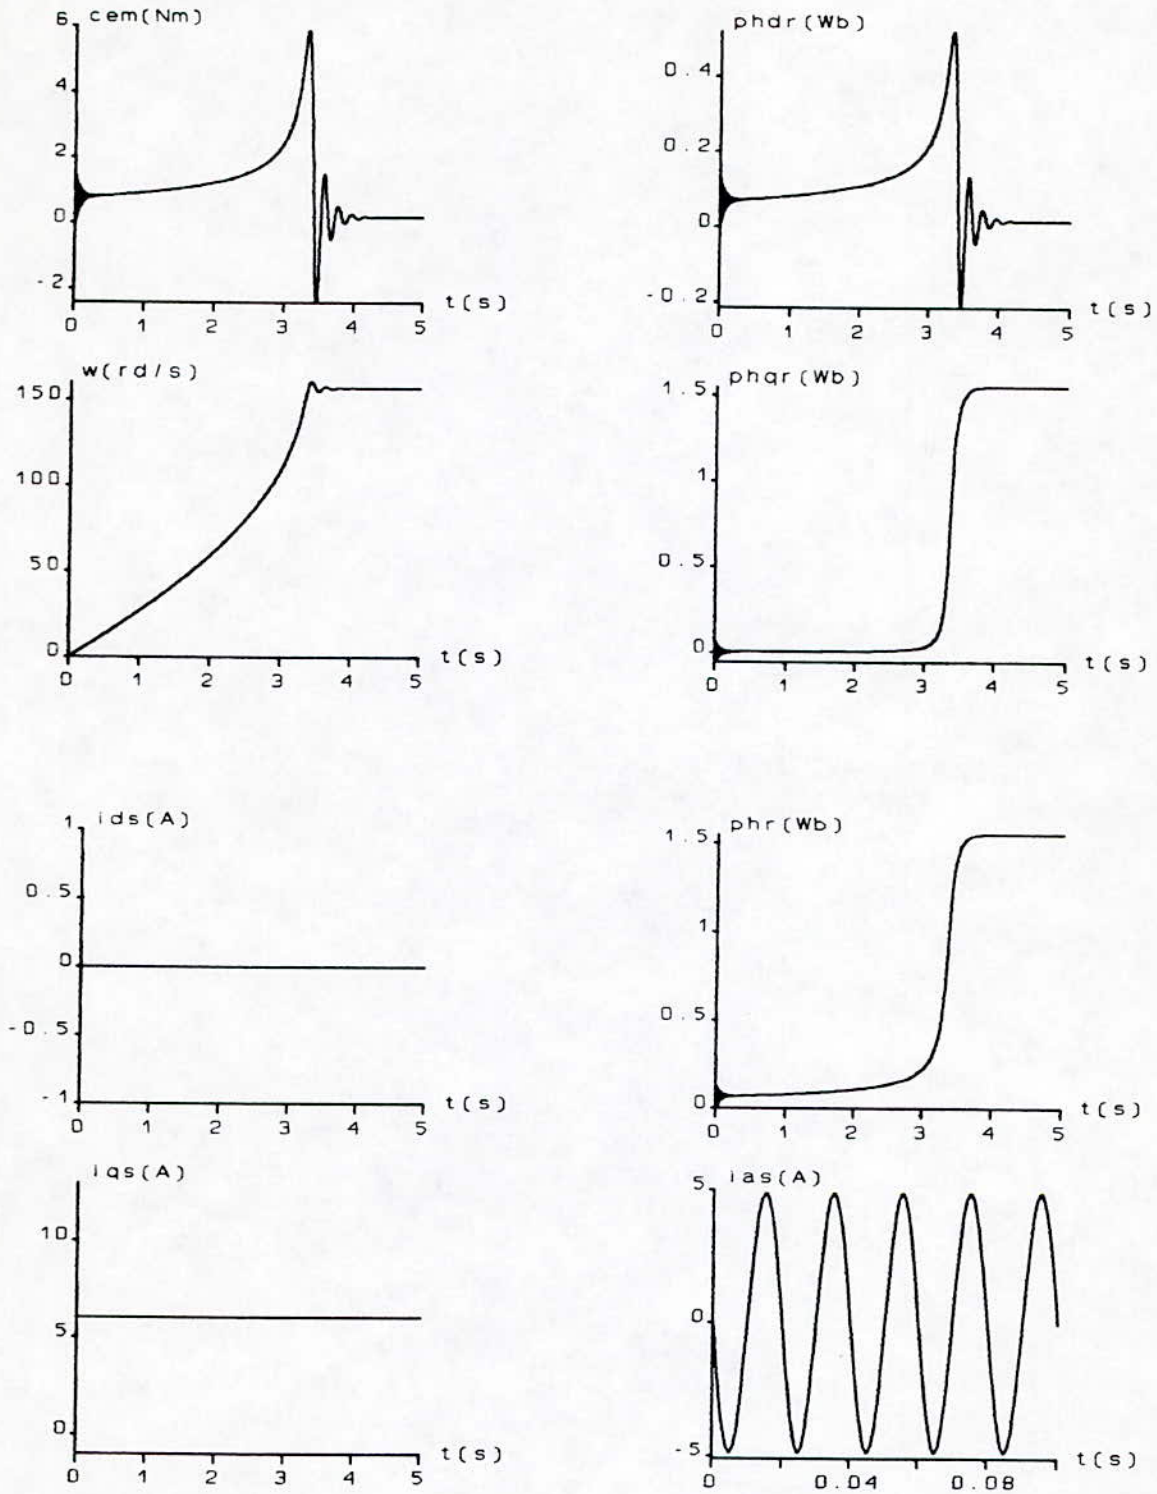 cem(Nm)
6
4
2
0
-2
0 1 2 3 4 5
t(s)
phdr(Wb)
0.4
0.2
0
-0.2
0 1 2 3 4 5
t(s)
w(rd/s)
150
100
50
0
0 1 2 3 4 5
t(s)
phqr(Wb)
1.5
1
0.5
0
0 1 2 3 4 5
t(s)
ids(A)
1
0.5
0
-0.5
-1
0 1 2 3 4 5
t(s)
phr(Wb)
1.5
1
0.5
0
0 1 2 3 4 5
t(s)
iqs(A)
10
5
0
0 1 2 3 4 5
t(s)
ias(A)
5
0
-5
0 0.04 0.08
t(s)